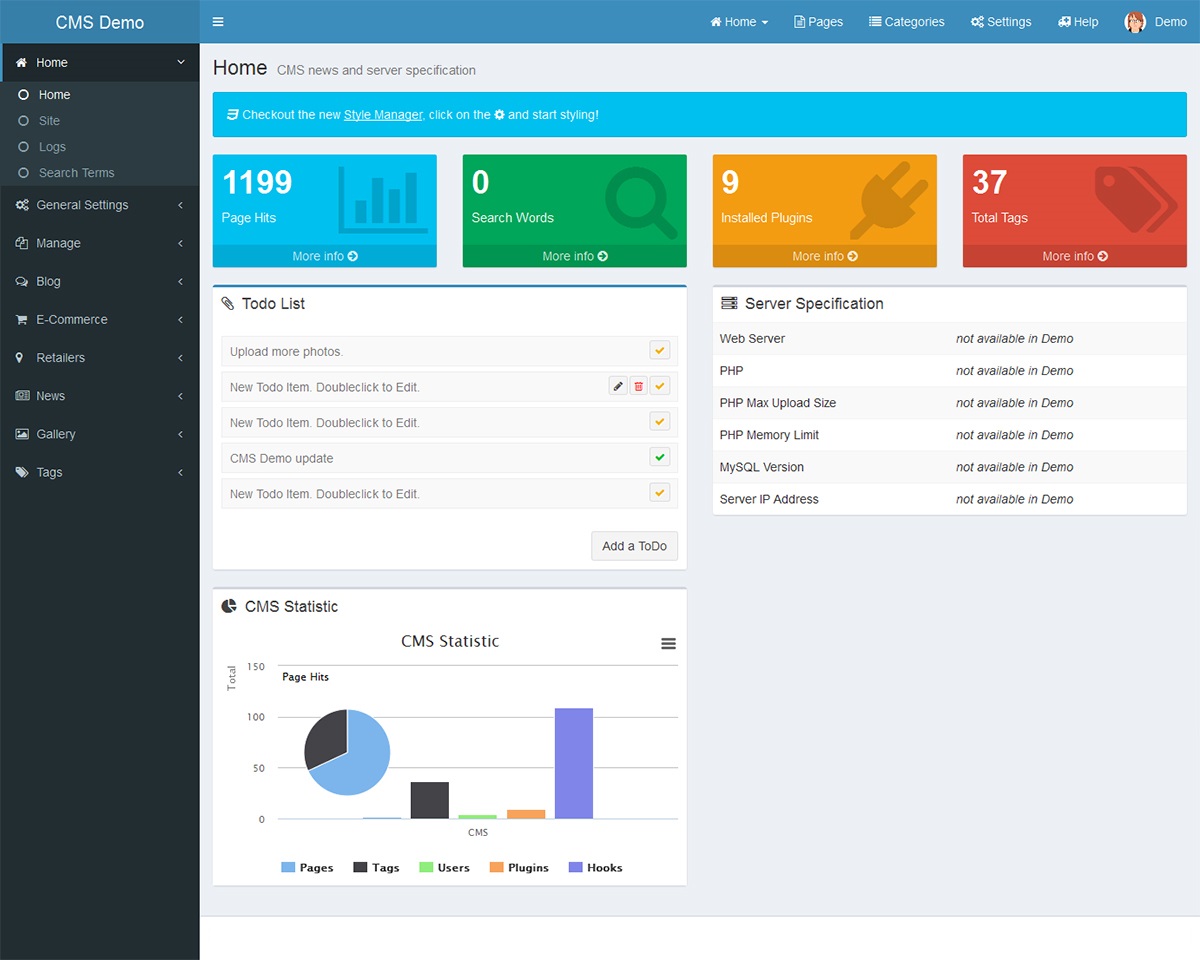 CMS Demo
Home
Pages
Categories
Settings
Help
Demo
Home
Home
Site
Logs
Search Terms
General Settings
Manage
Blog
E-Commerce
Retailers
News
Gallery
Tags
Home CMS news and server specification
Checkout the new Style Manager, click on the and start styling!
1199
Page Hits
More info
0
Search Words
More info
9
Installed Plugins
More info
37
Total Tags
More info
Todo List
Upload more photos.
New Todo Item. Doubleclick to Edit.
New Todo Item. Doubleclick to Edit.
CMS Demo update
New Todo Item. Doubleclick to Edit.
Add a ToDo
Server Specification
Web Server not available in Demo
PHP not available in Demo
PHP Max Upload Size not available in Demo
PHP Memory Limit not available in Demo
MySQL Version not available in Demo
Server IP Address not available in Demo
CMS Statistic
CMS Statistic
Total
150
100
50
0
Page Hits
CMS
Pages Tags Users Plugins Hooks